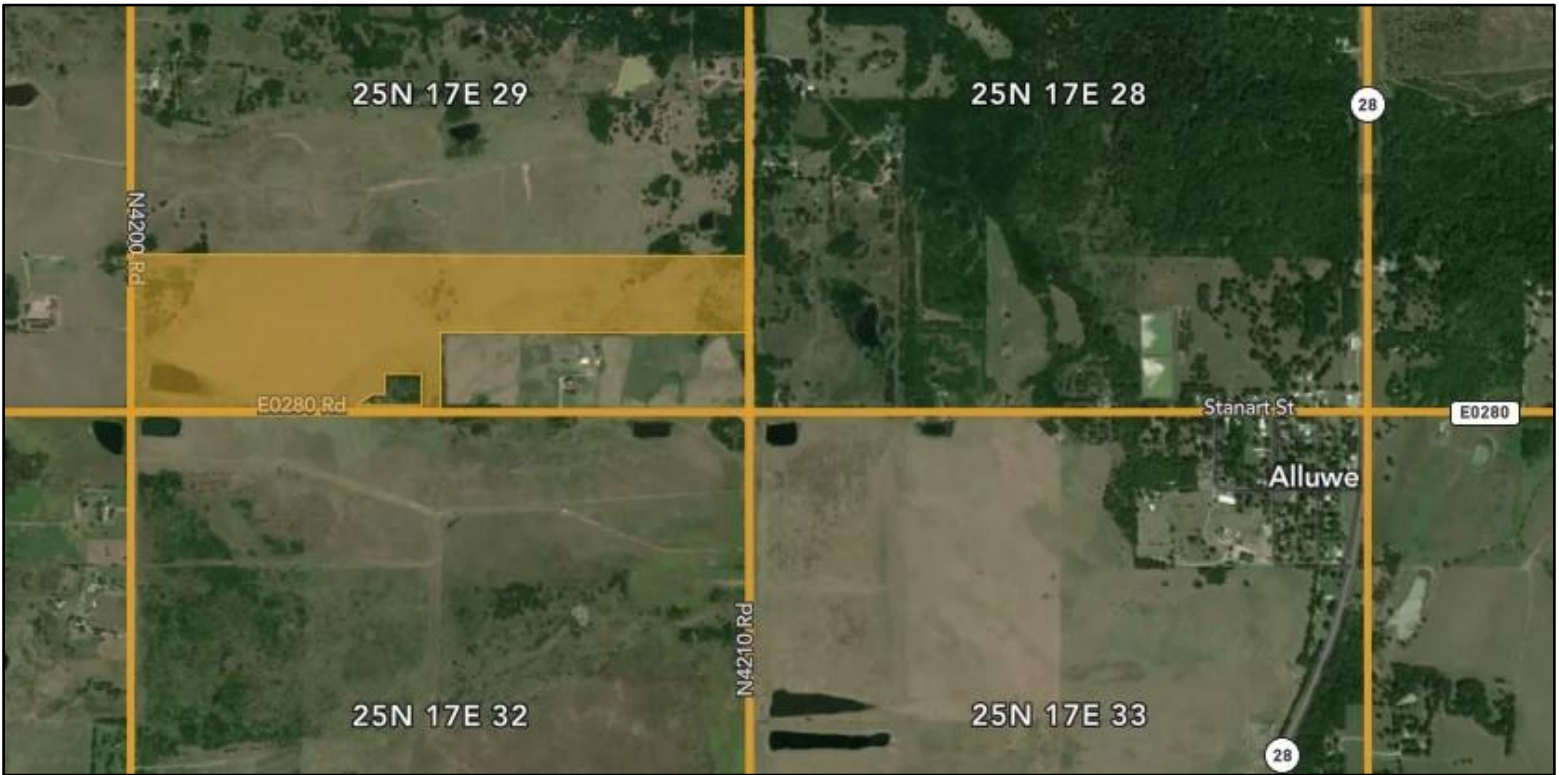 25N 17E 29
25N 17E 28
28
N4200 Rd
E0280 Rd
Stanart St
E0280
Alluwe
N4210 Rd
25N 17E 32
25N 17E 33
28